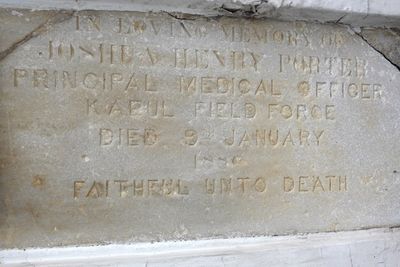 IN LOVING MEMORY OF
JOSHUA HENRY PORTER
PRINCIPAL MEDICAL OFFICER
KABUL FIELD FORCE
DIED 9th JANUARY
1880
FAITHFUL UNTO DEATH